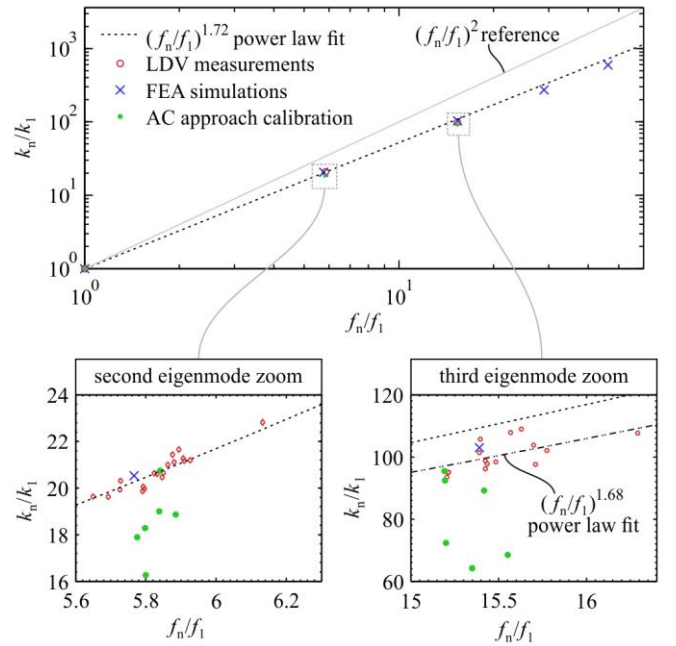 (fₙ/f₁)^1.72 power law fit
LDV measurements
FEA simulations
AC approach calibration
(fₙ/f₁)² reference
kₙ/k₁
10³
10²
10¹
10⁰
10⁰
10¹
fₙ/f₁
second eigenmode zoom
kₙ/k₁
24
22
20
18
16
5.6
5.8
6
6.2
fₙ/f₁
third eigenmode zoom
kₙ/k₁
120
100
80
60
(fₙ/f₁)^1.68
power law fit
15
15.5
16
fₙ/f₁